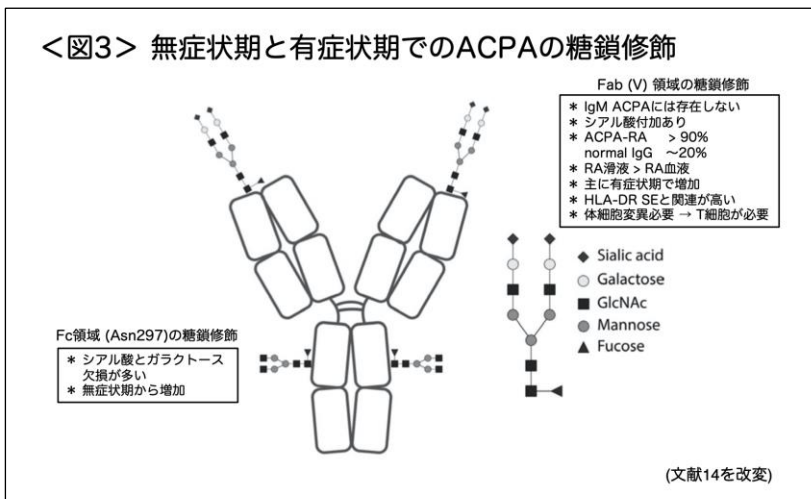 ＜図3＞ 無症状期と有症状期でのACPAの糖鎖修飾
Fab (V) 領域の糖鎖修飾
* IgM ACPAには存在しない
* シアル酸付加あり
* ACPA-RA > 90%
normal IgG ～20%
* RA滑液 > RA血液
* 主に有症状期で増加
* HLA-DR SEと関連が高い
* 体細胞変異必要 → T細胞が必要
Sialic acid
Galactose
GlcNAc
Mannose
Fucose
Fc領域 (Asn297)の糖鎖修飾
* シアル酸とガラクトース
欠損が多い
* 無症状期から増加
(文献14を改変)